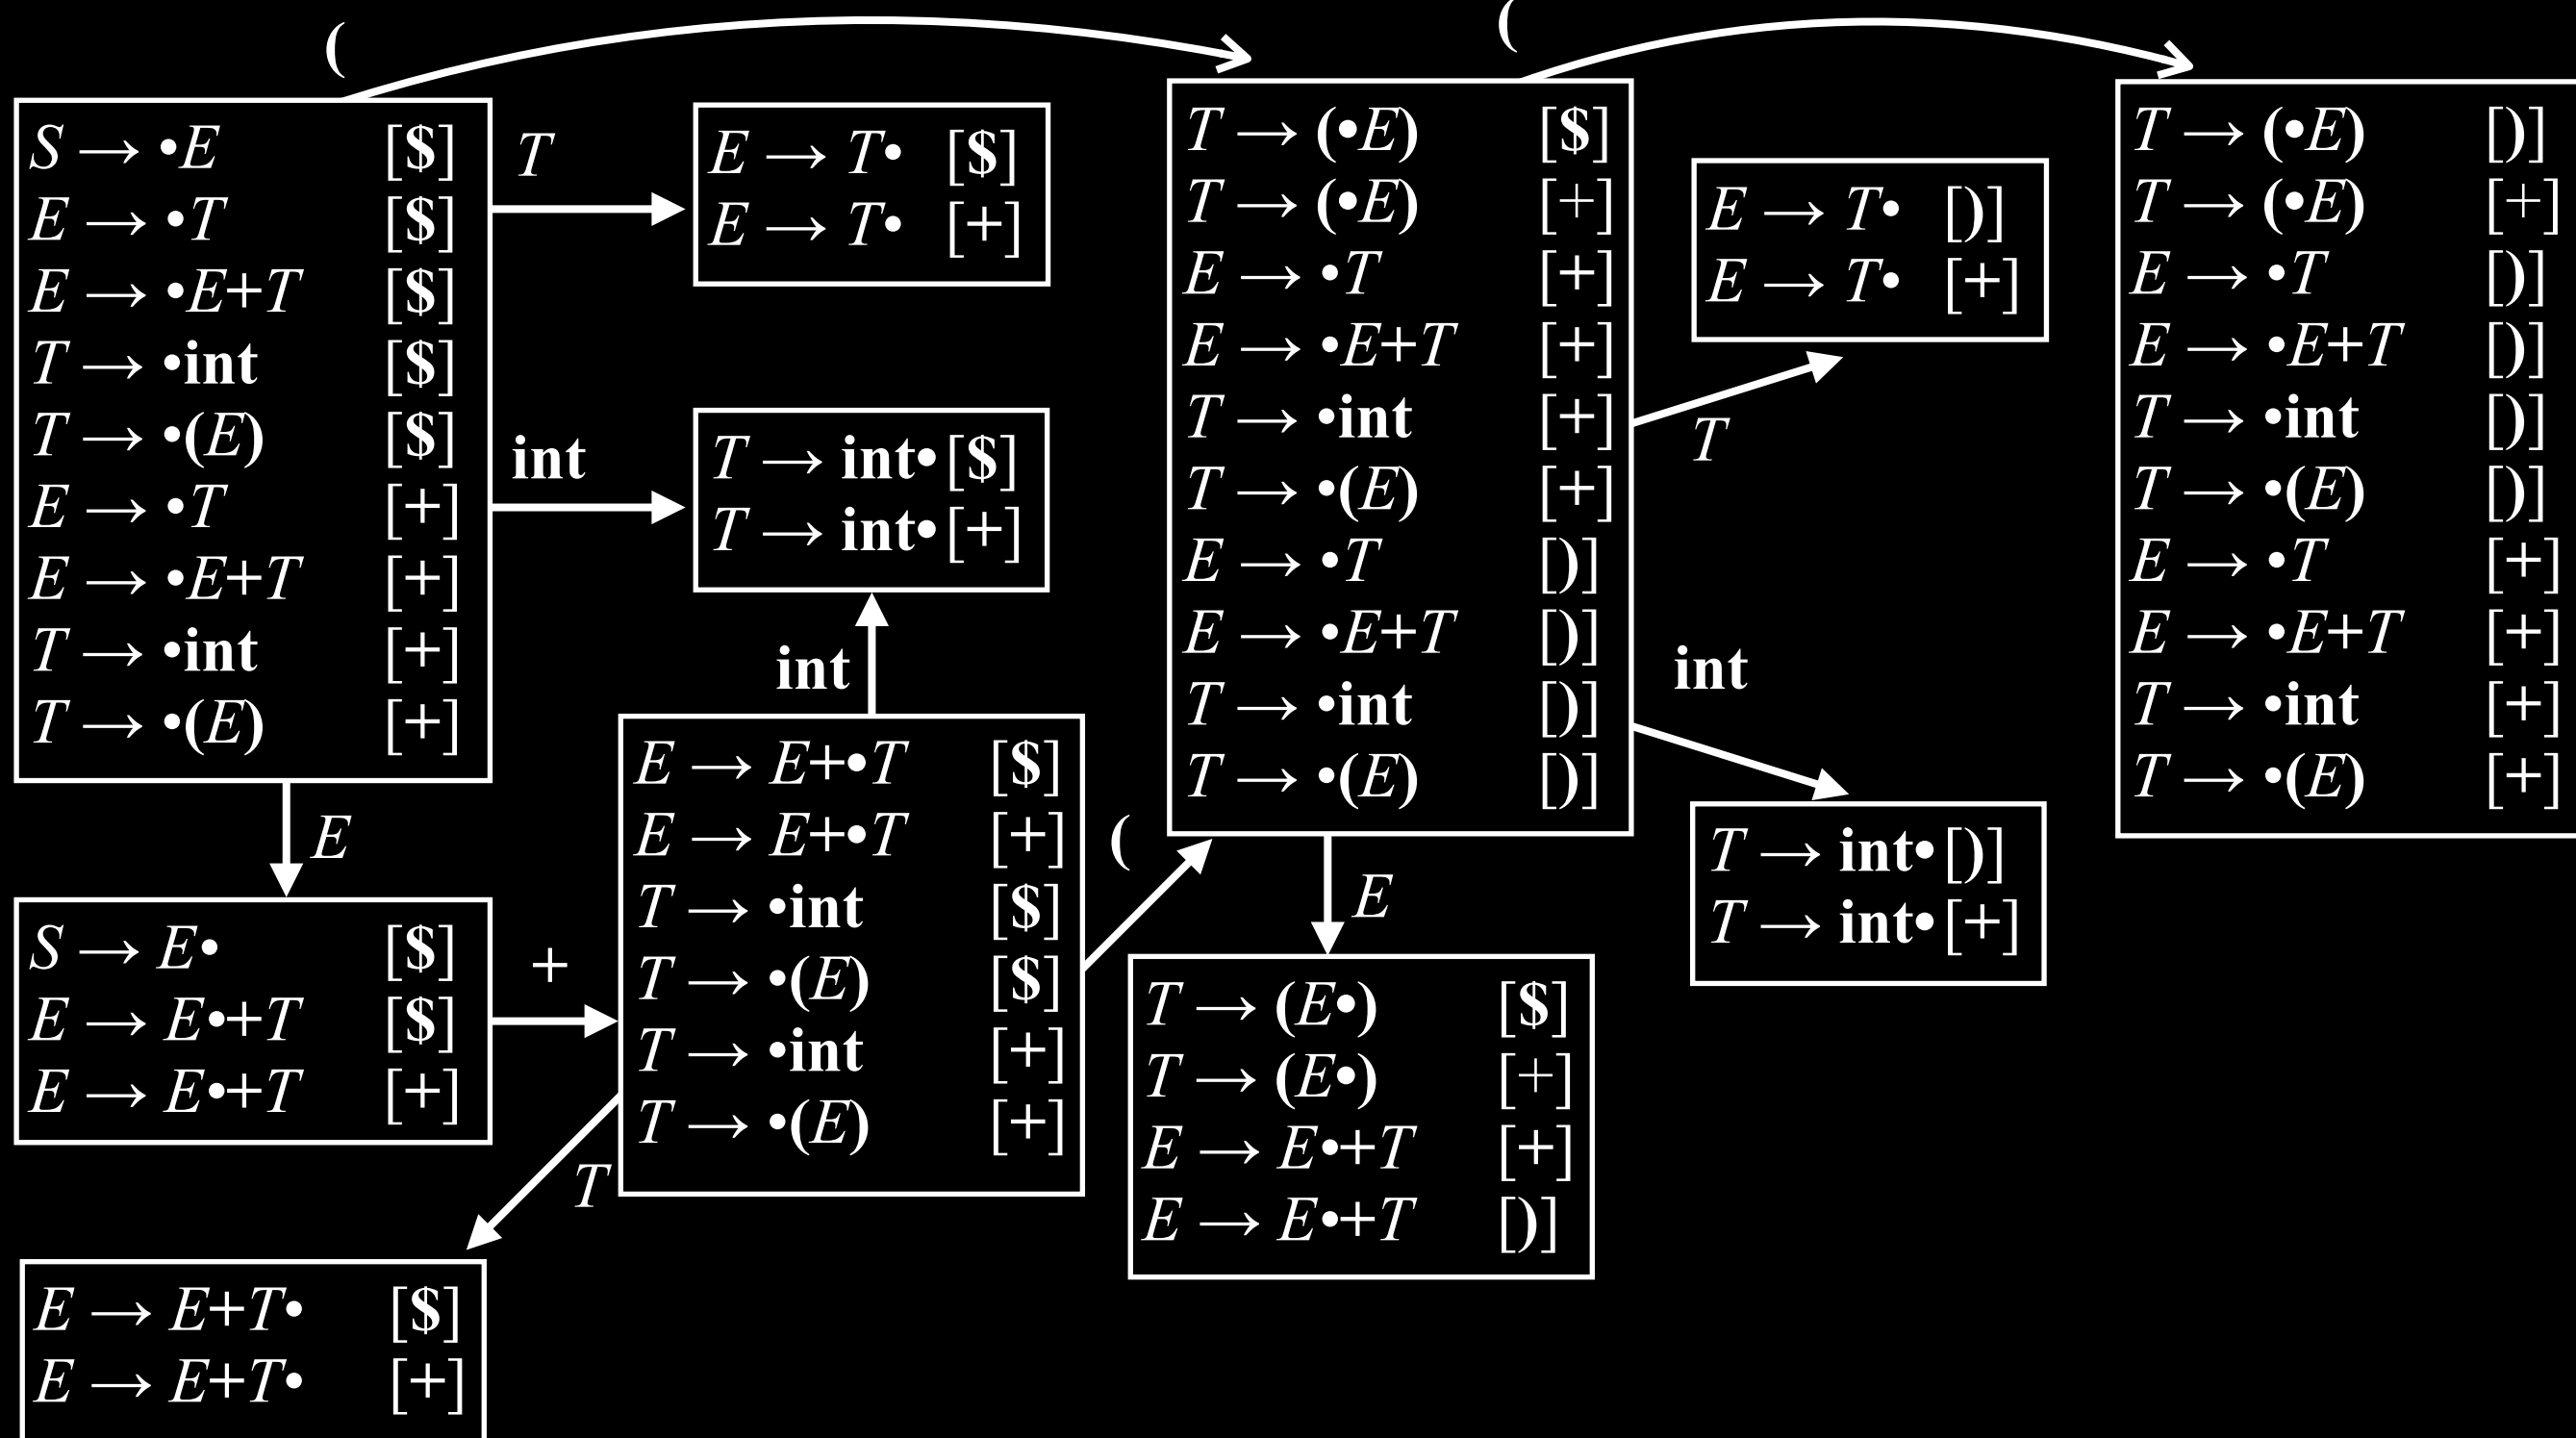 (
(
S → •E [$]
E → •T [$]
E → •E+T [$]
T → •int [$]
T → •(E) [$]
E → •T [+]
E → •E+T [+]
T → •int [+]
T → •(E) [+]
T
E → T• [$]
E → T• [+]
int
T → int• [$]
T → int• [+]
int
E
S → E• [$]
E → E•+T [$]
E → E•+T [+]
+
E → E+•T [$]
E → E+•T [+]
T → •int [$]
T → •(E) [$]
T → •int [+]
T → •(E) [+]
T
E → E+T• [$]
E → E+T• [+]
(
T → (•E) [$]
T → (•E) [+]
E → •T [+]
E → •E+T [+]
T → •int [+]
T → •(E) [+]
E → •T [)]
E → •E+T [)]
T → •int [)]
T → •(E) [)]
E
T → (E•) [$]
T → (E•) [+]
E → E•+T [+]
E → E•+T [)]
E → T• [)]
E → T• [+]
T
int
T → int• [)]
T → int• [+]
T → (•E) [)]
T → (•E) [+]
E → •T [)]
E → •E+T [)]
T → •int [)]
T → •(E) [)]
E → •T [+]
E → •E+T [+]
T → •int [+]
T → •(E) [+]